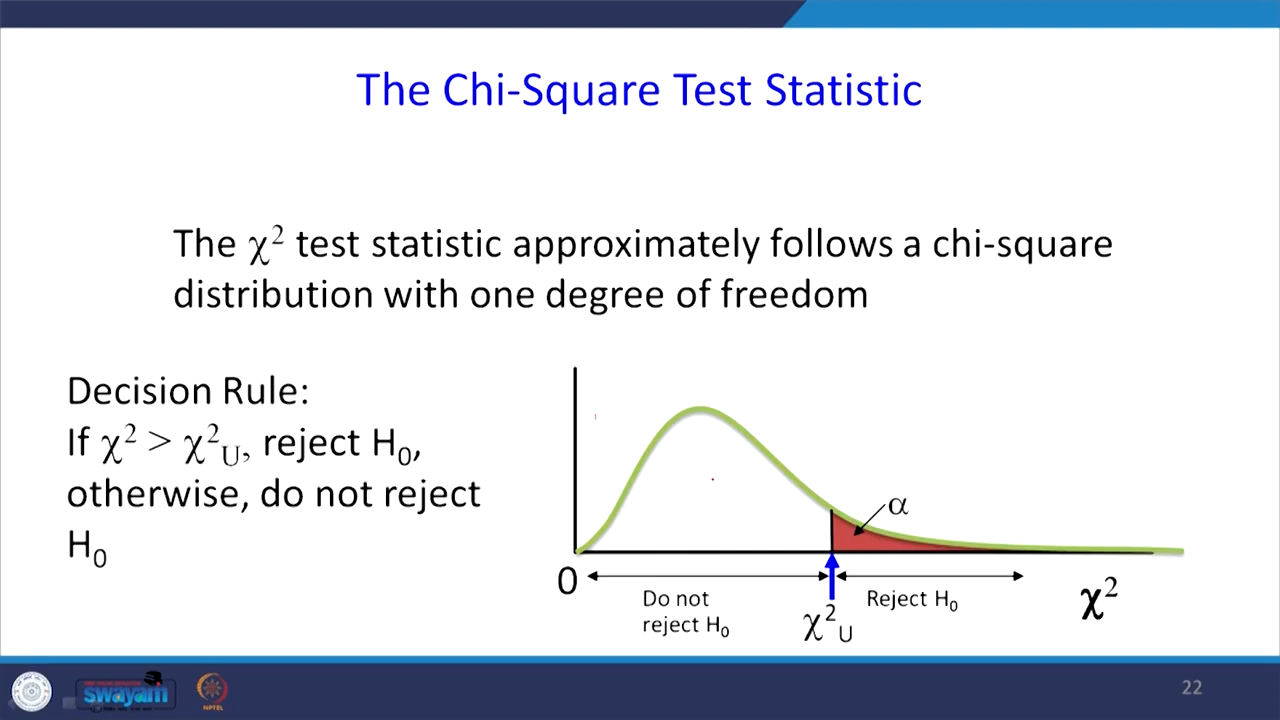 The Chi-Square Test Statistic
The χ² test statistic approximately follows a chi-square
distribution with one degree of freedom
Decision Rule:
If χ² > χ²U, reject H₀,
otherwise, do not reject
H₀
α
0
Do not
reject H₀
χ²U
Reject H₀
χ²
swayam
NPTEL
22